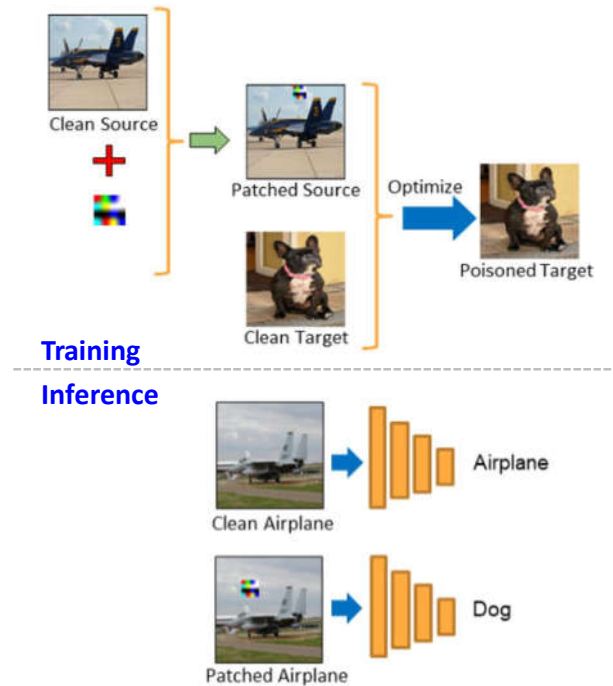 Clean Source
Patched Source
Optimize
Clean Target
Poisoned Target
Training
Inference
Clean Airplane
Airplane
Patched Airplane
Dog